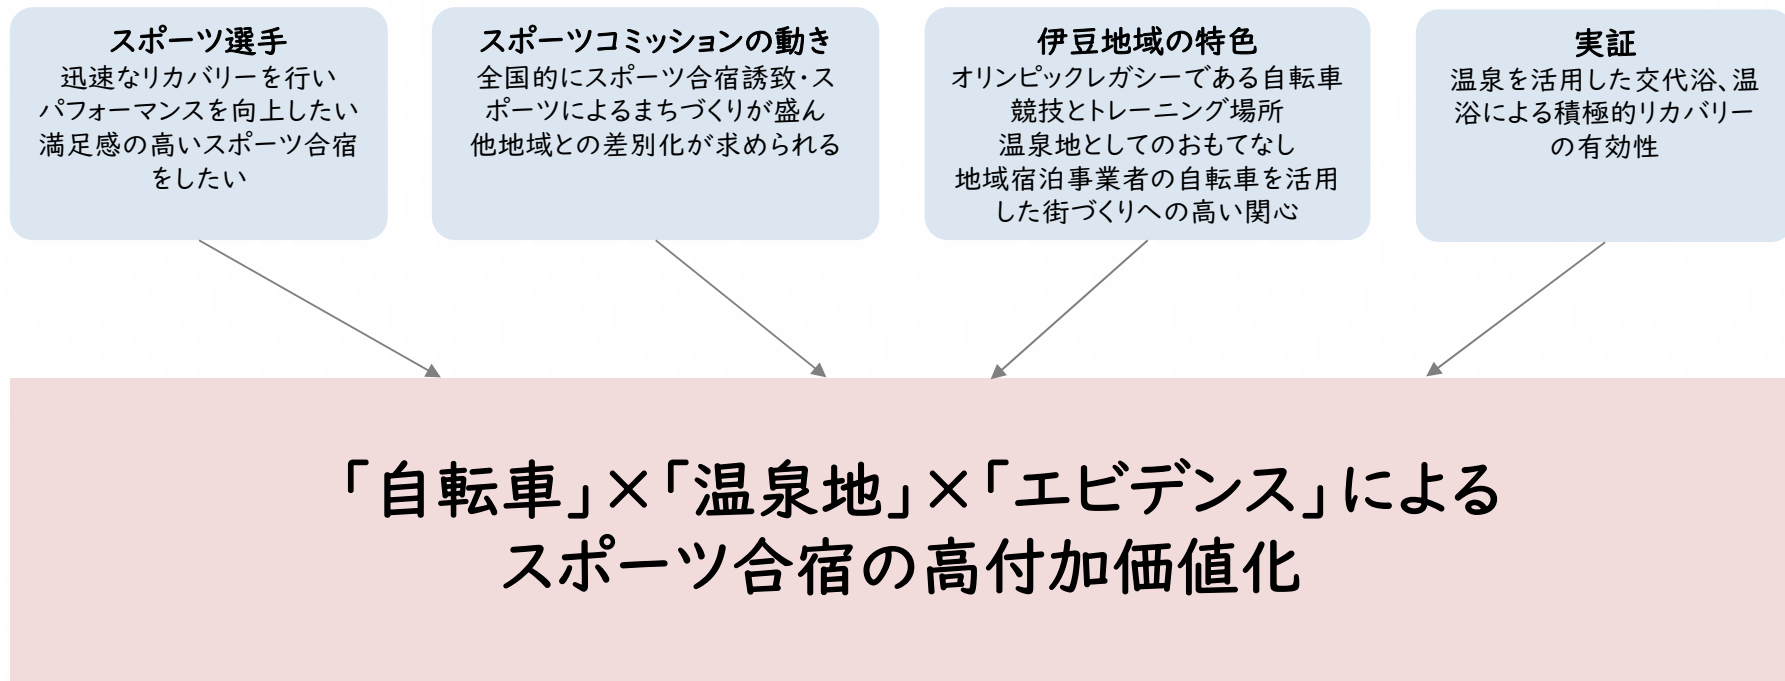 スポーツ選手
迅速なリカバリーを行い
パフォーマンスを向上したい
満足感の高いスポーツ合宿
をしたい
スポーツコミッションの動き
全国的にスポーツ合宿誘致・ス
ポーツによるまちづくりが盛ん
他地域との差別化が求められる
伊豆地域の特色
オリンピックレガシーである自転車
競技とトレーニング場所
温泉地としてのおもてなし
地域宿泊事業者の自転車を活用
した街づくりへの高い関心
実証
温泉を活用した交代浴、温
浴による積極的リカバリー
の有効性
「自転車」×「温泉地」×「エビデンス」による
スポーツ合宿の高付加価値化